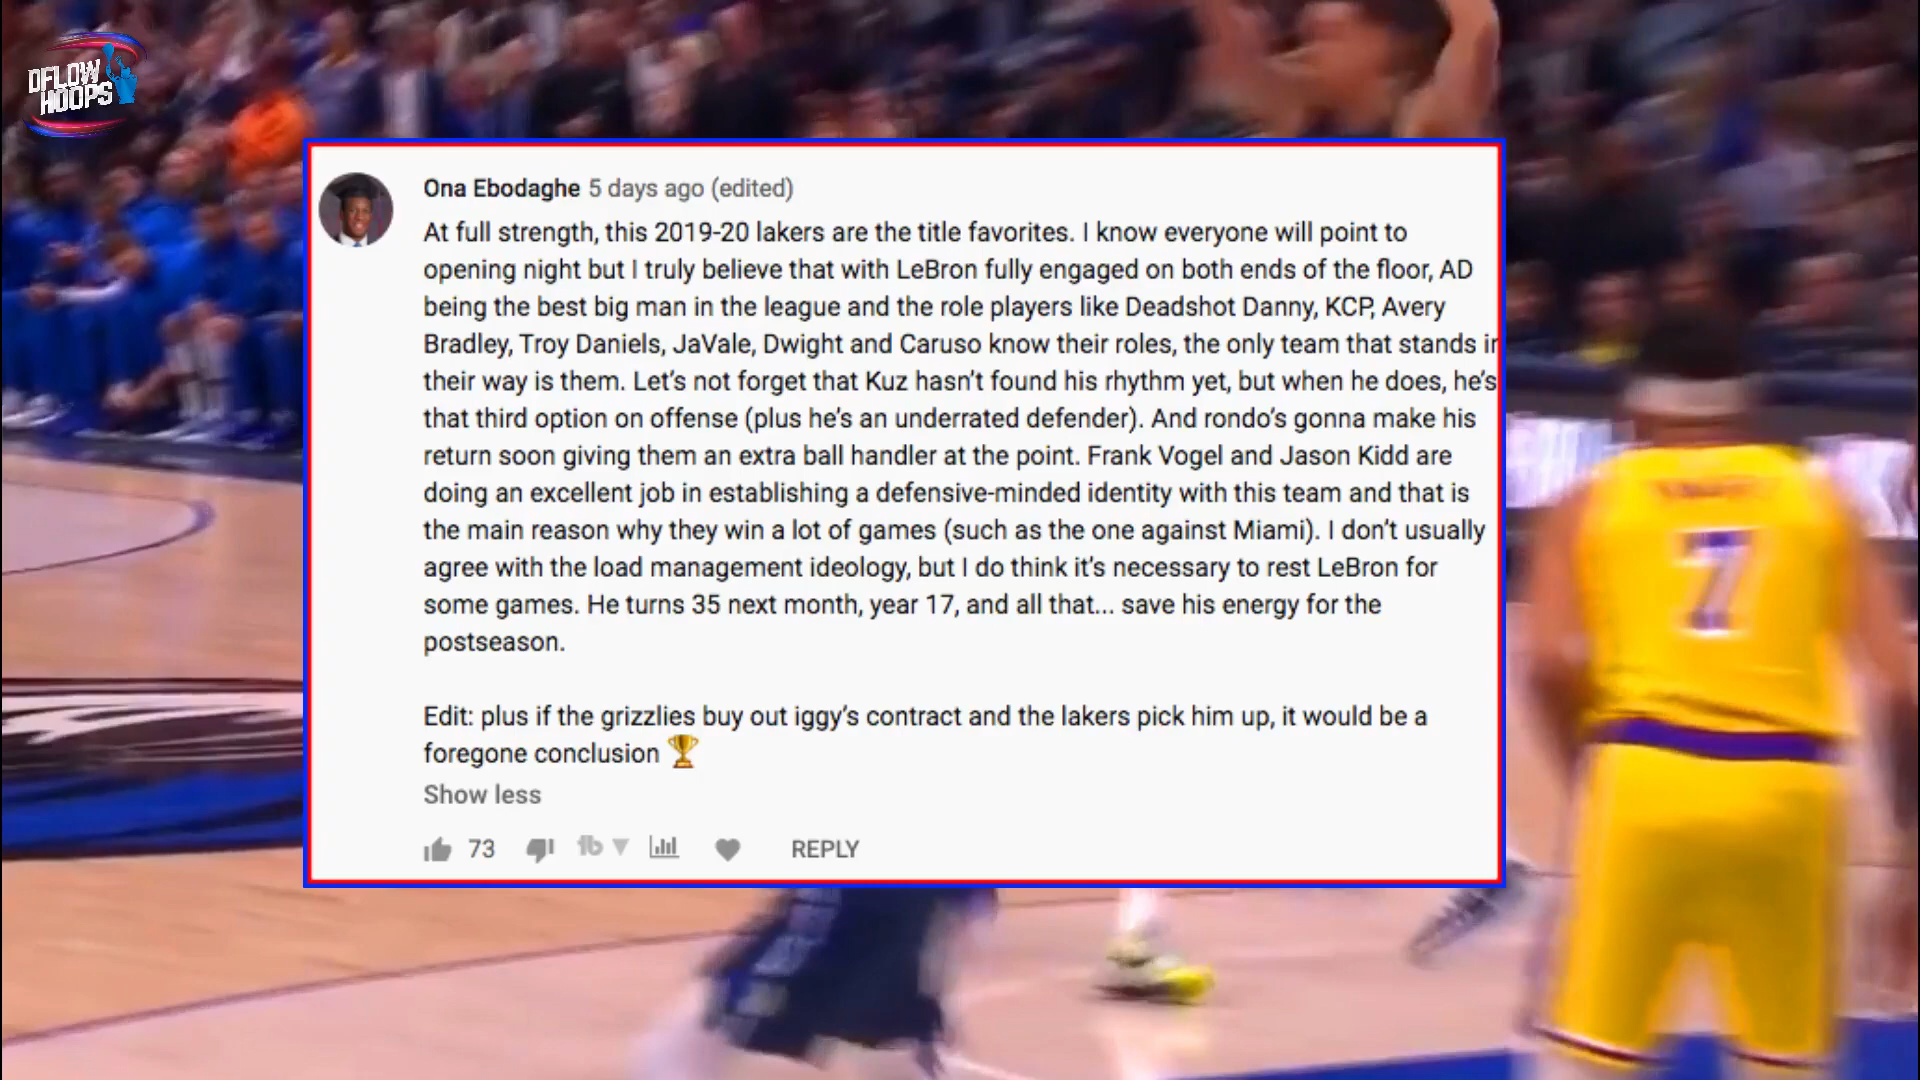 DFLOW
HOOPS
Ona Ebodaghe 5 days ago (edited)
At full strength, this 2019-20 lakers are the title favorites. I know everyone will point to
opening night but I truly believe that with LeBron fully engaged on both ends of the floor, AD
being the best big man in the league and the role players like Deadshot Danny, KCP, Avery
Bradley, Troy Daniels, JaVale, Dwight and Caruso know their roles, the only team that stands in
their way is them. Let's not forget that Kuz hasn't found his rhythm yet, but when he does, he's
that third option on offense (plus he's an underrated defender). And rondo's gonna make his
return soon giving them an extra ball handler at the point. Frank Vogel and Jason Kidd are
doing an excellent job in establishing a defensive-minded identity with this team and that is
the main reason why they win a lot of games (such as the one against Miami). I don't usually
agree with the load management ideology, but I do think it's necessary to rest LeBron for
some games. He turns 35 next month, year 17, and all that... save his energy for the
postseason.
Edit: plus if the grizzlies buy out iggy's contract and the lakers pick him up, it would be a
foregone conclusion 🏆
Show less
73 REPLY
7